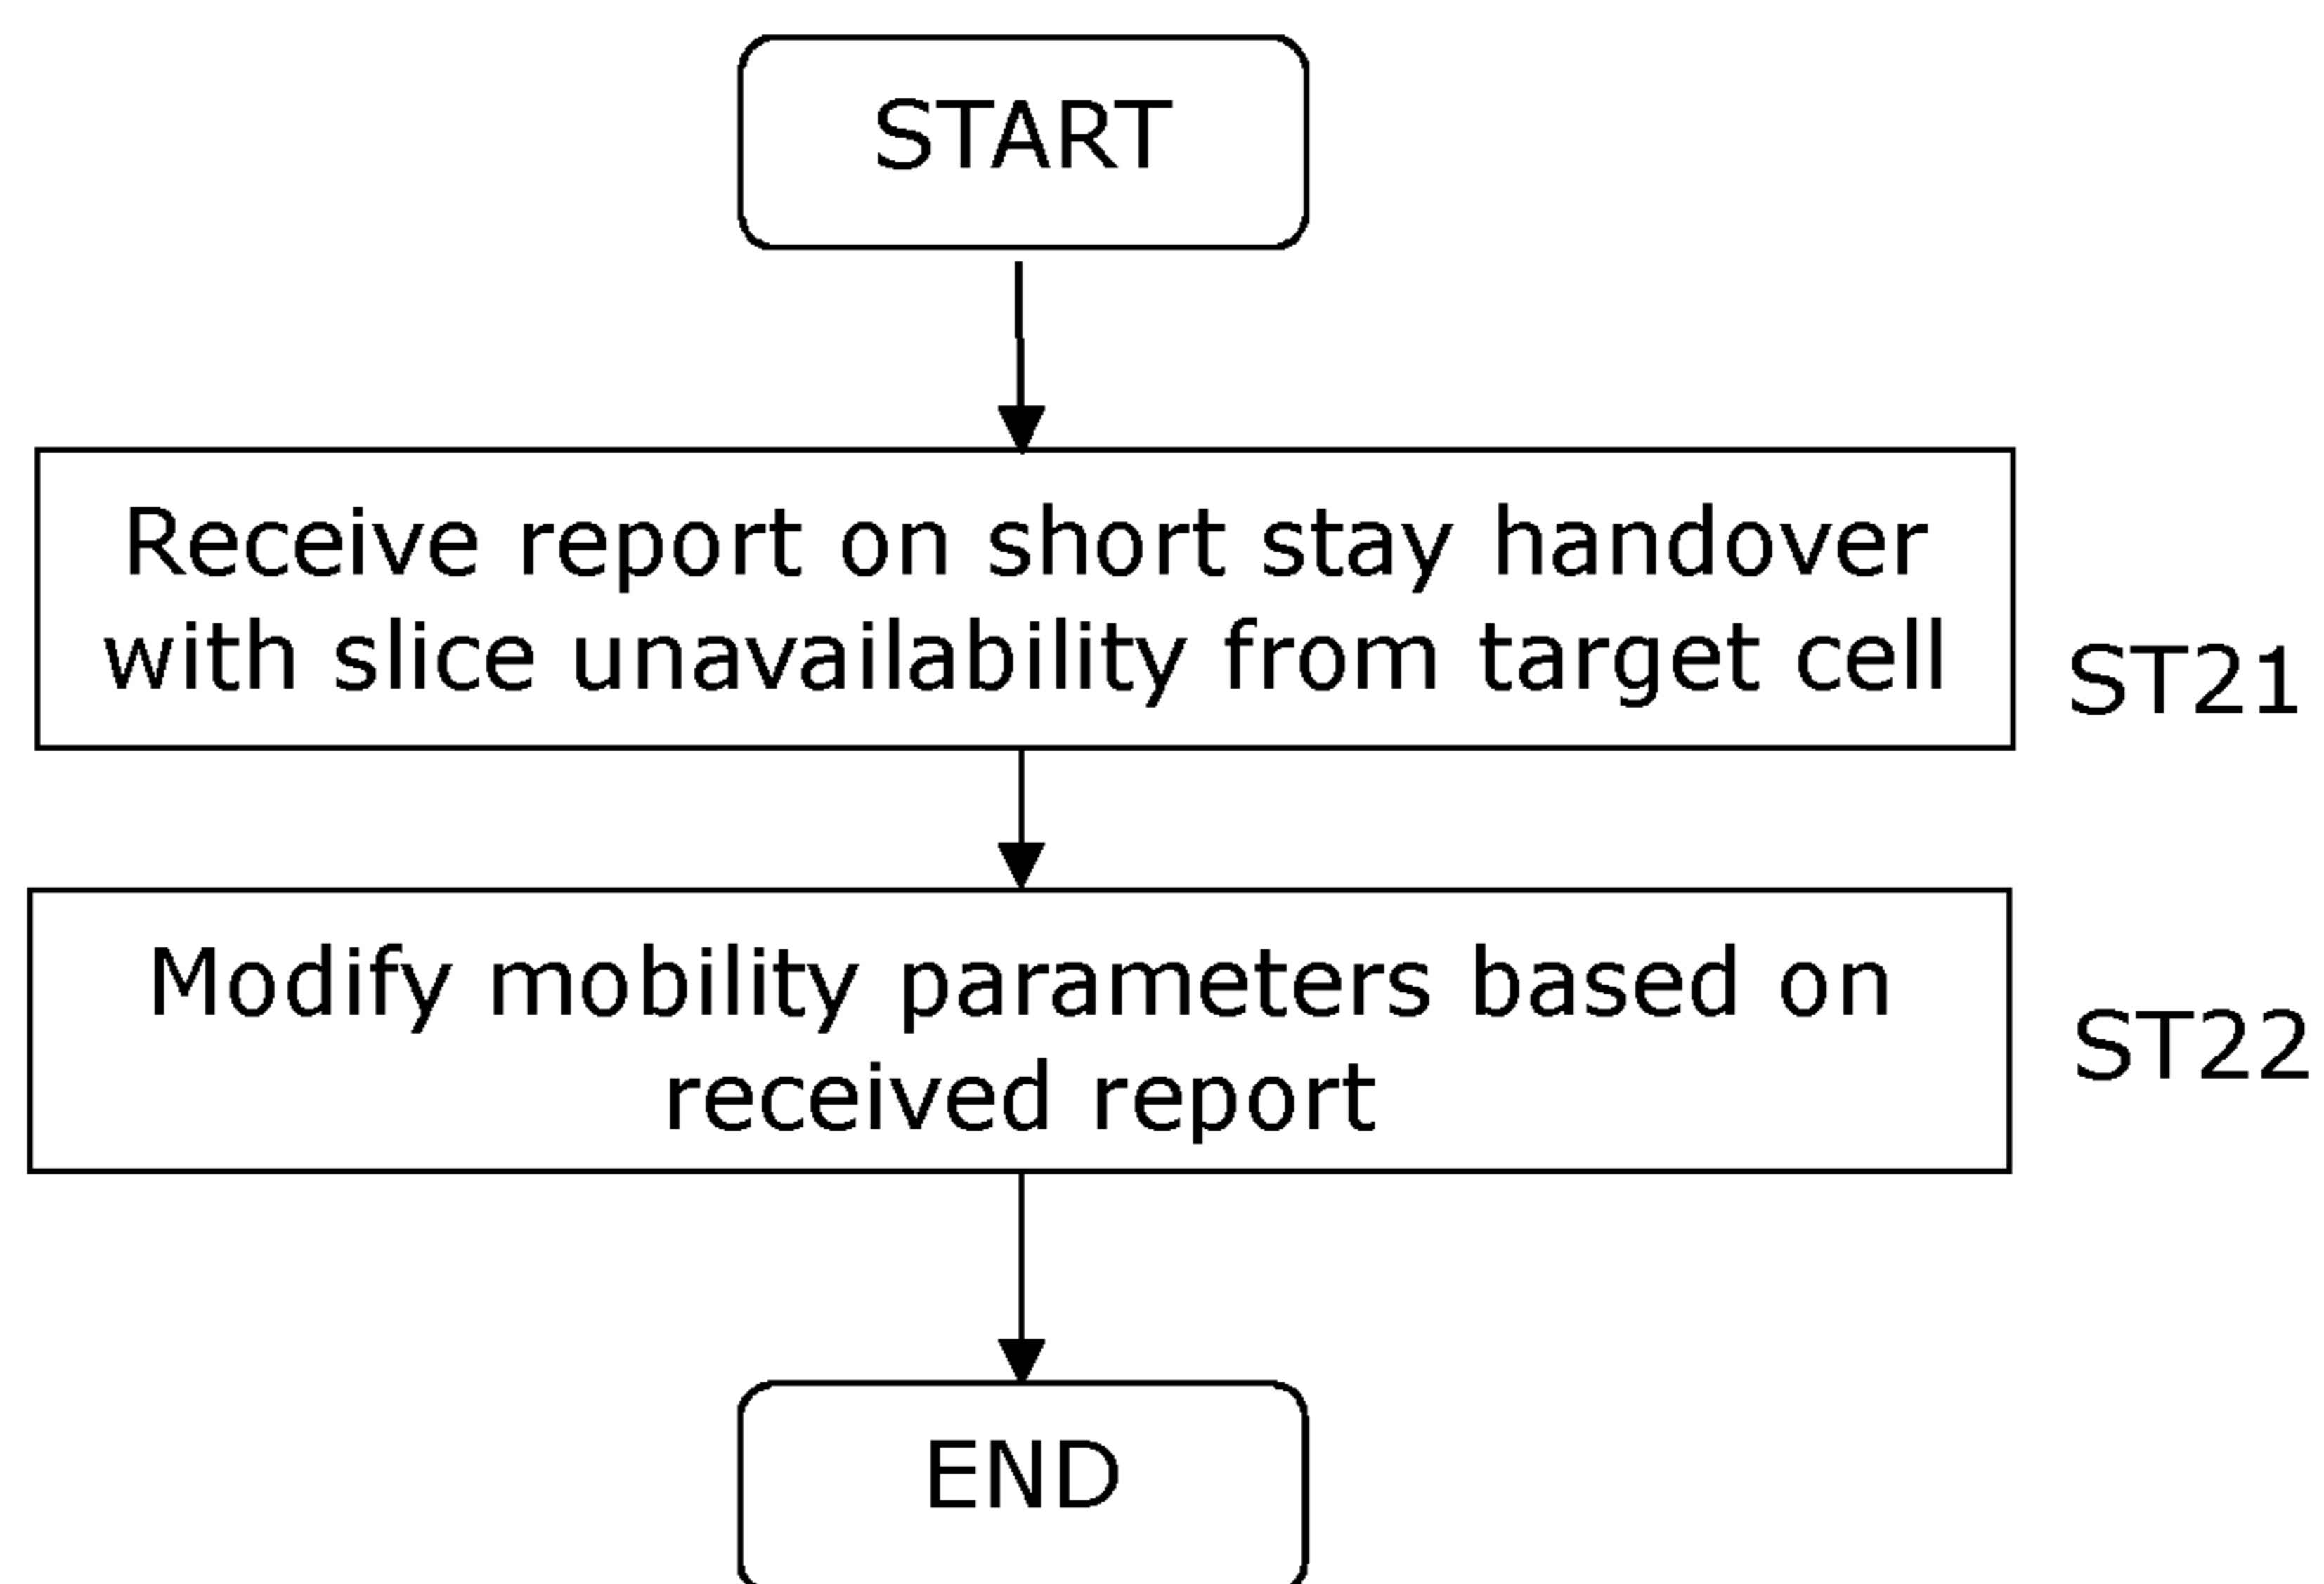 START
Receive report on short stay handover
with slice unavailability from target cell
ST21
Modify mobility parameters based on
received report
ST22
END